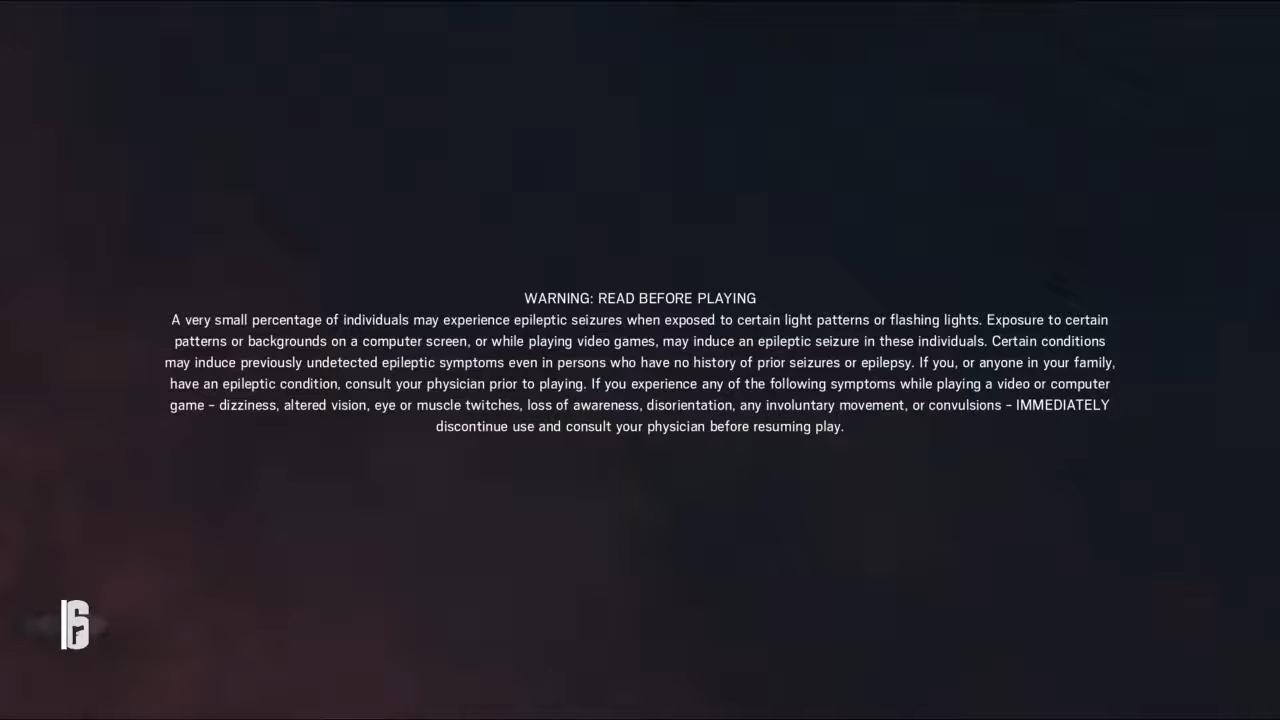 WARNING: READ BEFORE PLAYING
A very small percentage of individuals may experience epileptic seizures when exposed to certain light patterns or flashing lights. Exposure to certain
patterns or backgrounds on a computer screen, or while playing video games, may induce an epileptic seizure in these individuals. Certain conditions
may induce previously undetected epileptic symptoms even in persons who have no history of prior seizures or epilepsy. If you, or anyone in your family,
have an epileptic condition, consult your physician prior to playing. If you experience any of the following symptoms while playing a video or computer
game – dizziness, altered vision, eye or muscle twitches, loss of awareness, disorientation, any involuntary movement, or convulsions – IMMEDIATELY
discontinue use and consult your physician before resuming play.
6